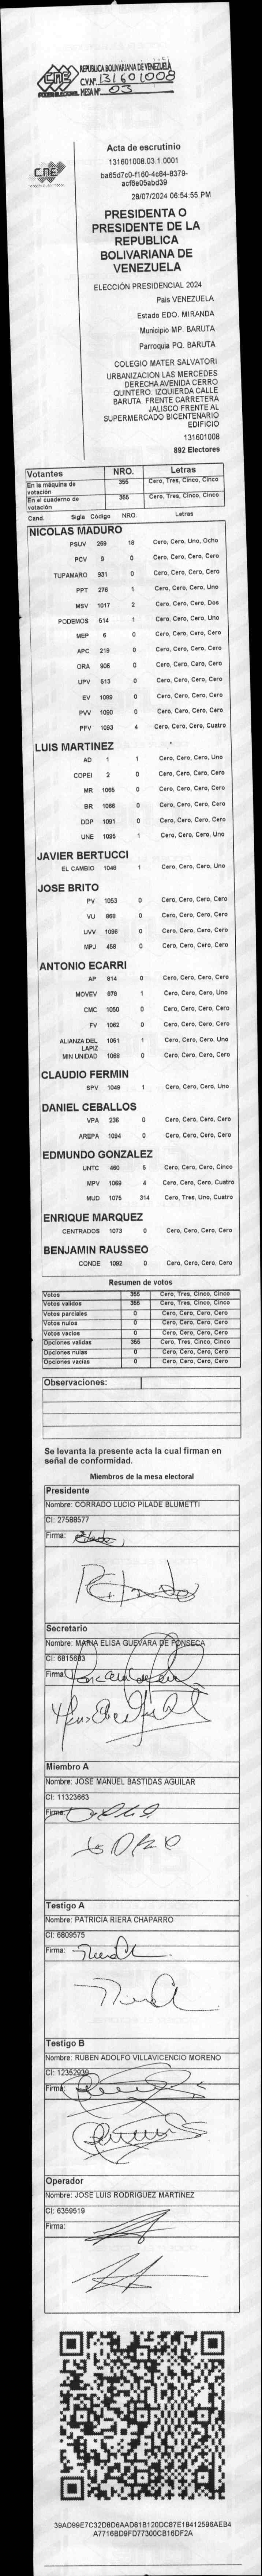 CNE
PODER ELECTORAL
REPUBLICA BOLIVARIANA DE VENEZUELA
C.V.Nº 131601008
MESA Nº 03
CNE
Acta de escrutinio
131601008.03.1.0001
ba65d7c0-f160-4c84-8379-
acf6e05abd39
28/07/2024 06:54:55 PM
PRESIDENTA O
PRESIDENTE DE LA
REPUBLICA
BOLIVARIANA DE
VENEZUELA
ELECCIÓN PRESIDENCIAL 2024
Pais VENEZUELA
Estado EDO. MIRANDA
Municipio MP. BARUTA
Parroquia PQ. BARUTA
COLEGIO MATER SALVATORI
URBANIZACION LAS MERCEDES
DERECHA AVENIDA CERRO
QUINTERO. IZQUIERDA CALLE
BARUTA. FRENTE CARRETERA
JALISCO FRENTE AL
SUPERMERCADO BICENTENARIO
EDIFICIO
131601008
892 Electores
Votantes NRO. Letras
En la máquina de votación 355 Cero, Tres, Cinco, Cinco
En el cuaderno de votación 355 Cero, Tres, Cinco, Cinco
Cand. Sigla Código NRO. Letras
NICOLAS MADURO
PSUV 269 18 Cero, Cero, Uno, Ocho
PCV 9 0 Cero, Cero, Cero, Cero
TUPAMARO 931 0 Cero, Cero, Cero, Cero
PPT 276 1 Cero, Cero, Cero, Uno
MSV 1017 2 Cero, Cero, Cero, Dos
PODEMOS 514 1 Cero, Cero, Cero, Uno
MEP 6 0 Cero, Cero, Cero, Cero
APC 219 0 Cero, Cero, Cero, Cero
ORA 906 0 Cero, Cero, Cero, Cero
UPV 513 0 Cero, Cero, Cero, Cero
EV 1089 0 Cero, Cero, Cero, Cero
PVV 1090 0 Cero, Cero, Cero, Cero
PFV 1093 4 Cero, Cero, Cero, Cuatro
LUIS MARTINEZ
AD 1 1 Cero, Cero, Cero, Uno
COPEI 2 0 Cero, Cero, Cero, Cero
MR 1065 0 Cero, Cero, Cero, Cero
BR 1066 0 Cero, Cero, Cero, Cero
DDP 1091 0 Cero, Cero, Cero, Cero
UNE 1095 1 Cero, Cero, Cero, Uno
JAVIER BERTUCCI
EL CAMBIO 1048 1 Cero, Cero, Cero, Uno
JOSE BRITO
PV 1053 0 Cero, Cero, Cero, Cero
VU 868 0 Cero, Cero, Cero, Cero
UVV 1096 0 Cero, Cero, Cero, Cero
MPJ 458 0 Cero, Cero, Cero, Cero
ANTONIO ECARRI
AP 814 0 Cero, Cero, Cero, Cero
MOVEV 878 1 Cero, Cero, Cero, Uno
CMC 1050 0 Cero, Cero, Cero, Cero
FV 1062 0 Cero, Cero, Cero, Cero
ALIANZA DEL LAPIZ 1051 1 Cero, Cero, Cero, Uno
MIN UNIDAD 1068 0 Cero, Cero, Cero, Cero
CLAUDIO FERMIN
SPV 1049 1 Cero, Cero, Cero, Uno
DANIEL CEBALLOS
VPA 236 0 Cero, Cero, Cero, Cero
AREPA 1094 0 Cero, Cero, Cero, Cero
EDMUNDO GONZALEZ
UNTC 460 5 Cero, Cero, Cero, Cinco
MPV 1069 4 Cero, Cero, Cero, Cuatro
MUD 1075 314 Cero, Tres, Uno, Cuatro
ENRIQUE MARQUEZ
CENTRADOS 1073 0 Cero, Cero, Cero, Cero
BENJAMIN RAUSSEO
CONDE 1092 0 Cero, Cero, Cero, Cero
Resumen de votos
Votos 355 Cero, Tres, Cinco, Cinco
Votos validos 355 Cero, Tres, Cinco, Cinco
Votos parciales 0 Cero, Cero, Cero, Cero
Votos nulos 0 Cero, Cero, Cero, Cero
Votos vacios 0 Cero, Cero, Cero, Cero
Opciones validas 355 Cero, Tres, Cinco, Cinco
Opciones nulas 0 Cero, Cero, Cero, Cero
Opciones vacias 0 Cero, Cero, Cero, Cero
Observaciones:
Se levanta la presente acta la cual firman en
señal de conformidad.
Miembros de la mesa electoral
Presidente
Nombre: CORRADO LUCIO PILADE BLUMETTI
CI: 27588577
Firma:
Secretario
Nombre: MARIA ELISA GUEVARA DE FONSECA
CI: 6815683
Firma:
Miembro A
Nombre: JOSE MANUEL BASTIDAS AGUILAR
CI: 11323663
Firma:
Testigo A
Nombre: PATRICIA RIERA CHAPARRO
CI: 6809575
Firma:
Testigo B
Nombre: RUBEN ADOLFO VILLAVICENCIO MORENO
CI: 12352939
Firma:
Operador
Nombre: JOSE LUIS RODRIGUEZ MARTINEZ
CI: 6359519
Firma:
39AD99E7C32D8D6AAD81B120DC87E18412596AEB4
A7716BD9FD77300CB16DF2A